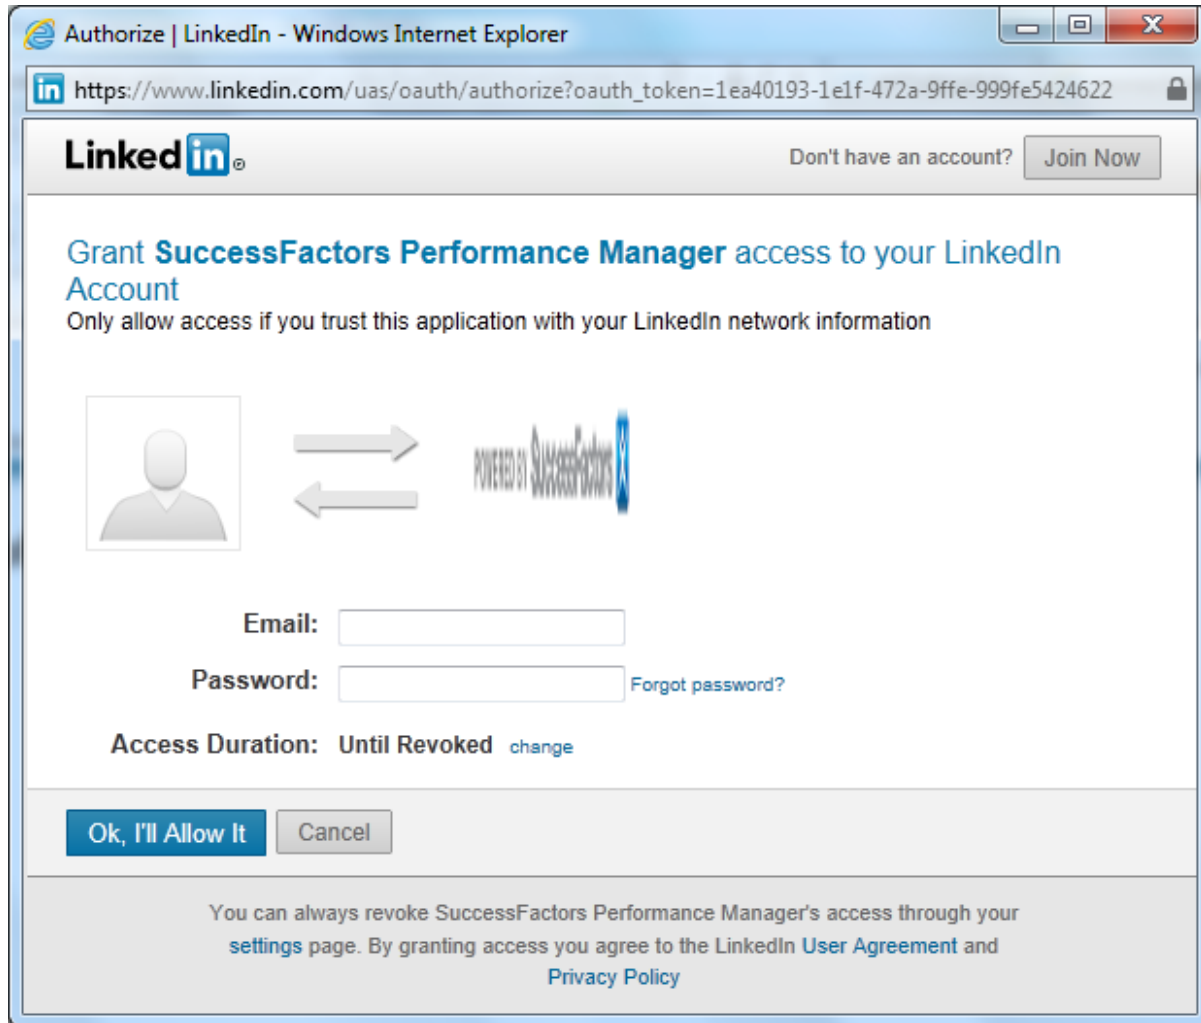 Authorize | LinkedIn - Windows Internet Explorer
https://www.linkedin.com/uas/oauth/authorize?oauth_token=1ea40193-1e1f-472a-9ffe-999fe5424622
Linked in ®
Don't have an account? Join Now
Grant SuccessFactors Performance Manager access to your LinkedIn
Account
Only allow access if you trust this application with your LinkedIn network information
POWERED BY SuccessFactors
Email:
Password: Forgot password?
Access Duration: Until Revoked change
Ok, I'll Allow It Cancel
You can always revoke SuccessFactors Performance Manager's access through your
settings page. By granting access you agree to the LinkedIn User Agreement and
Privacy Policy